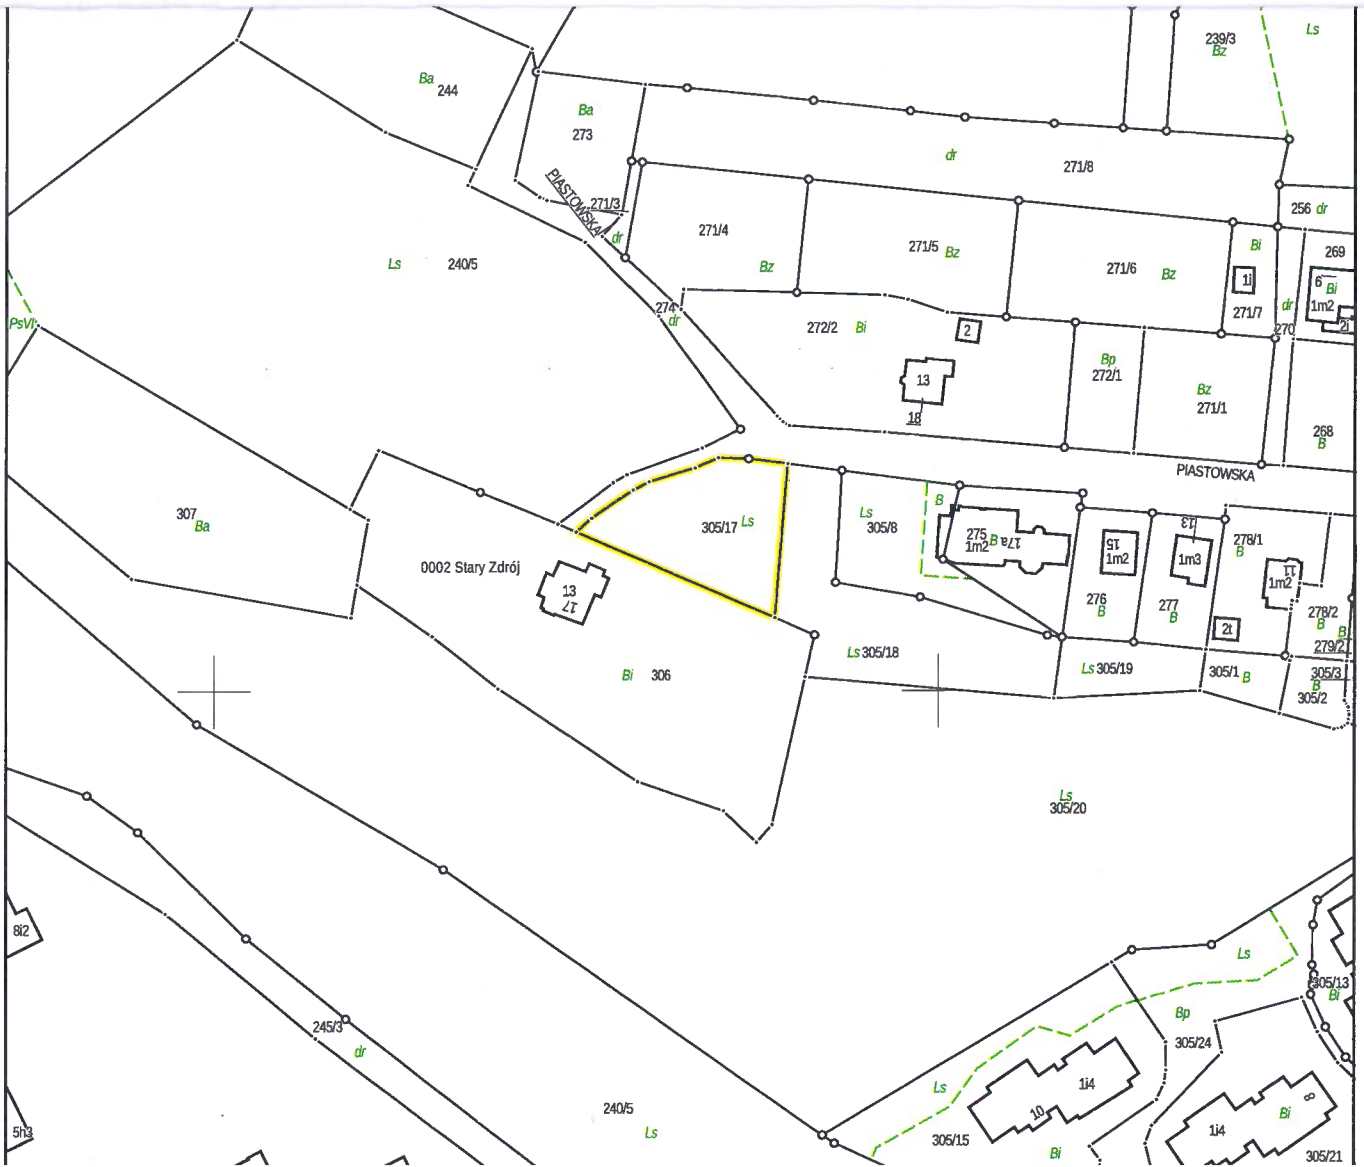 Ls
239/3
Bz
Ba
244
Ba
273
dr
271/8
PIASTOWSKA
271/3
dr
256 dr
271/4
Bz
271/5 Bz
271/6 Bz
Bi
1i
271/7
269
6
Bi
1m2
2i
dr
270
Ls 240/5
274
dr
PsVI
272/2 Bi
2
13
18
Bp
272/1
Bz
271/1
268
B
PIASTOWSKA
307
Ba
305/17 Ls
Ls
305/8
B
275
1m2
B
17a
15
1m2
13
1m3
278/1
B
11
1m2
0002 Stary Zdrój
13
17
276
B
277
B
2t
278/2
B
B
279/2
Bi 306
Ls 305/18
Ls 305/19
305/1 B
305/3
B
305/2
Ls
305/20
8i2
245/3
dr
Ls
305/13
Bi
Bp
305/24
Ls
1i4
10
305/15
Bi
8
Bi
1i4
305/21
240/5
Ls
5h3